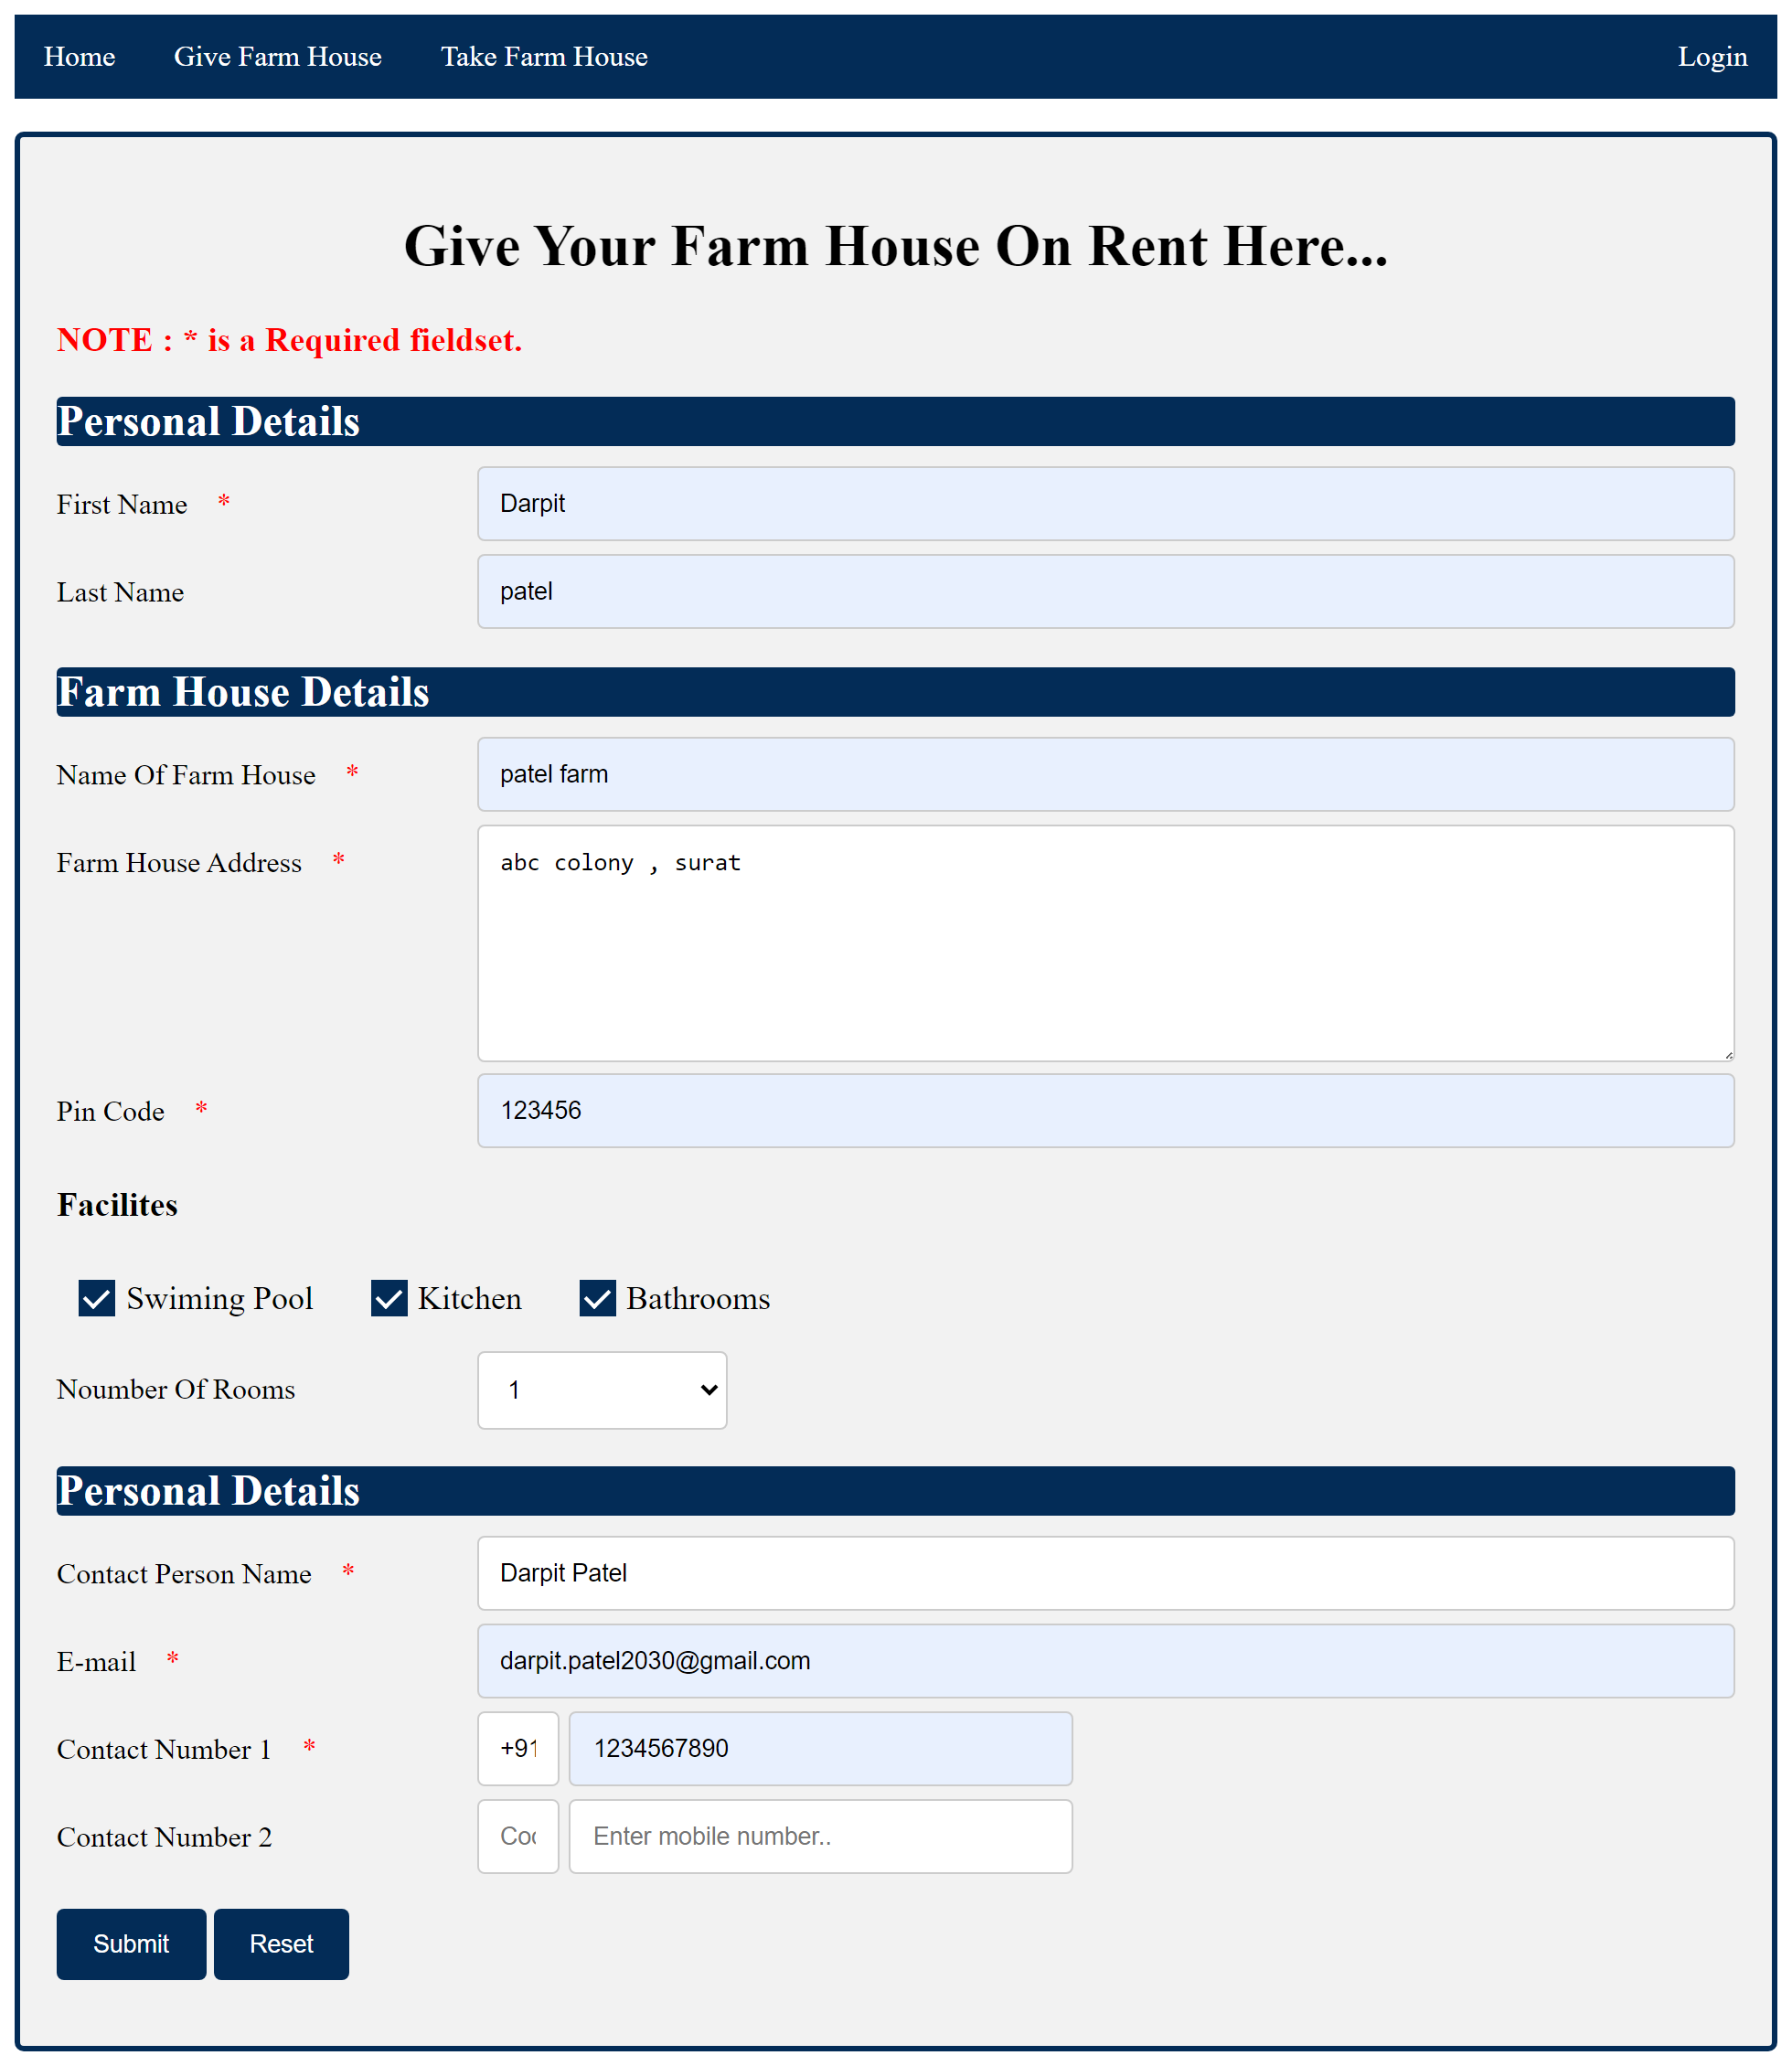 Home Give Farm House Take Farm House Login
Give Your Farm House On Rent Here...
NOTE : * is a Required fieldset.
Personal Details
First Name * Darpit
Last Name patel
Farm House Details
Name Of Farm House * patel farm
Farm House Address * abc colony , surat
Pin Code * 123456
Facilites
Swiming Pool Kitchen Bathrooms
Noumber Of Rooms 1
Personal Details
Contact Person Name * Darpit Patel
E-mail * darpit.patel2030@gmail.com
Contact Number 1 * +91 1234567890
Contact Number 2 Coc Enter mobile number..
Submit Reset